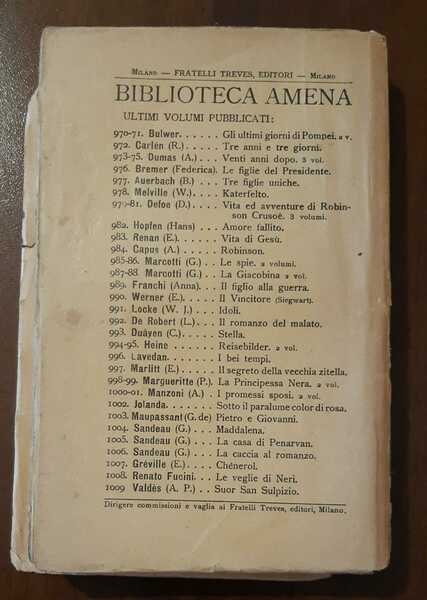 Milano — FRATELLI TREVES, EDITORI — Milano
BIBLIOTECA AMENA
ULTIMI VOLUMI PUBBLICATI:
970-71. Bulwer. . . . . . Gli ultimi giorni di Pompei. 2 v.
972. Carlén (R.) . . . . . Tre anni e tre giorni.
973-75. Dumas (A.) . . . . Venti anni dopo. 3 vol.
976. Bremer (Federica). Le figlie del Presidente.
977. Auerbach (B.) . . . Tre figlie uniche.
978. Melville (W.) . . . . Katerfelto.
979-81. Defoe (D.) . . . . Vita ed avventure di Robin-
son Crusoè. 3 volumi.
982. Hopfen (Hans) . . . Amore fallito.
983. Renan (E.) . . . . . Vita di Gesù.
984. Capus (A.) . . . . . Robinson.
985-86. Marcotti (G.) . . Le spie. 2 volumi.
987-88. Marcotti (G.) . . La Giacobina 2 vol.
989. Franchi (Anna). . . Il figlio alla guerra.
990. Werner (E.) . . . . Il Vincitore (Siegwart).
991. Locke (W. J.) . . . Idoli.
992. De Robert (L.) . . . Il romanzo del malato.
993. Duàyen (C.) . . . . Stella.
994-95. Heine . . . . . . Reisebilder. 2 vol.
996. Lavedan. . . . . . . I bei tempi.
997. Marlitt (E.) . . . . Il segreto della vecchia zitella.
998-99. Margueritte (P.). La Principessa Nera. 2 vol.
1000-01. Manzoni (A.) . I promessi sposi. 2 vol.
1002. Jolanda. . . . . . Sotto il paralume color di rosa.
1003. Maupassant (G. de) Pietro e Giovanni.
1004. Sandeau (G.) . . . Maddalena.
1005. Sandeau (G.) . . . La casa di Penarvan.
1006. Sandeau (G.) . . . La caccia al romanzo.
1007. Gréville (E.) . . . . Chénerol.
1008. Renato Fucini. . . Le veglie di Neri.
1009 Valdès (A. P.) . . Suor San Sulpizio.
Dirigere commissioni e vaglia ai Fratelli Treves, editori, Milano.